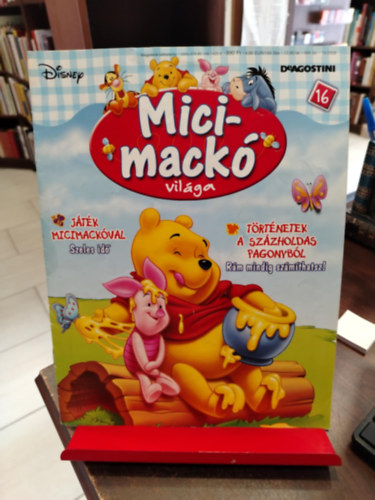 Disney
DeAGOSTINI
16
Mici-
mackó
világa
JÁTÉK
MICIMACKÓVAL
Szeles idő
TÖRTÉNETEK
A SZÁZHOLDAS
PAGONYBÓL
Rám mindig számíthatsz!